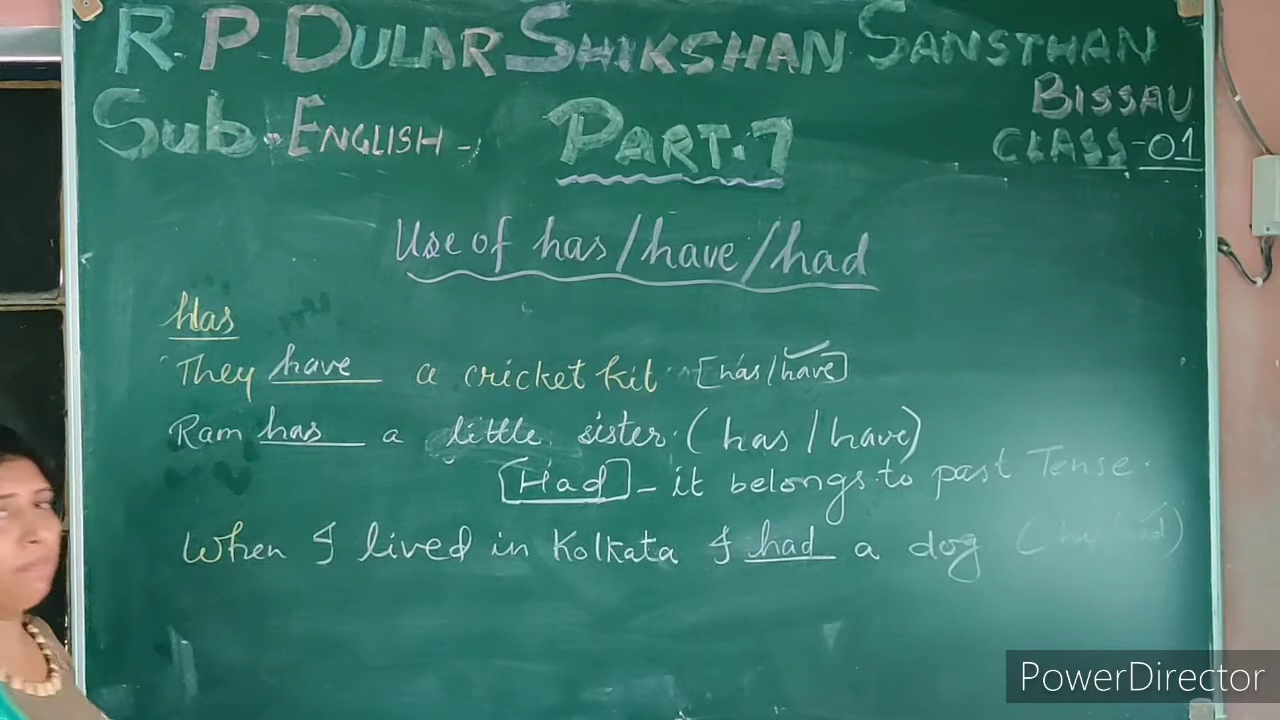 R.P DULAR SHIKSHAN SANSTHAN
BISSAU
Sub.- ENGLISH - PART.7 CLASS-01
Use of has/have/had
Has
They have a cricket kit [has/have]
Ram has a little sister. (has/have)
[Had] - it belongs to past Tense.
When I lived in Kolkata I had a dog
PowerDirector